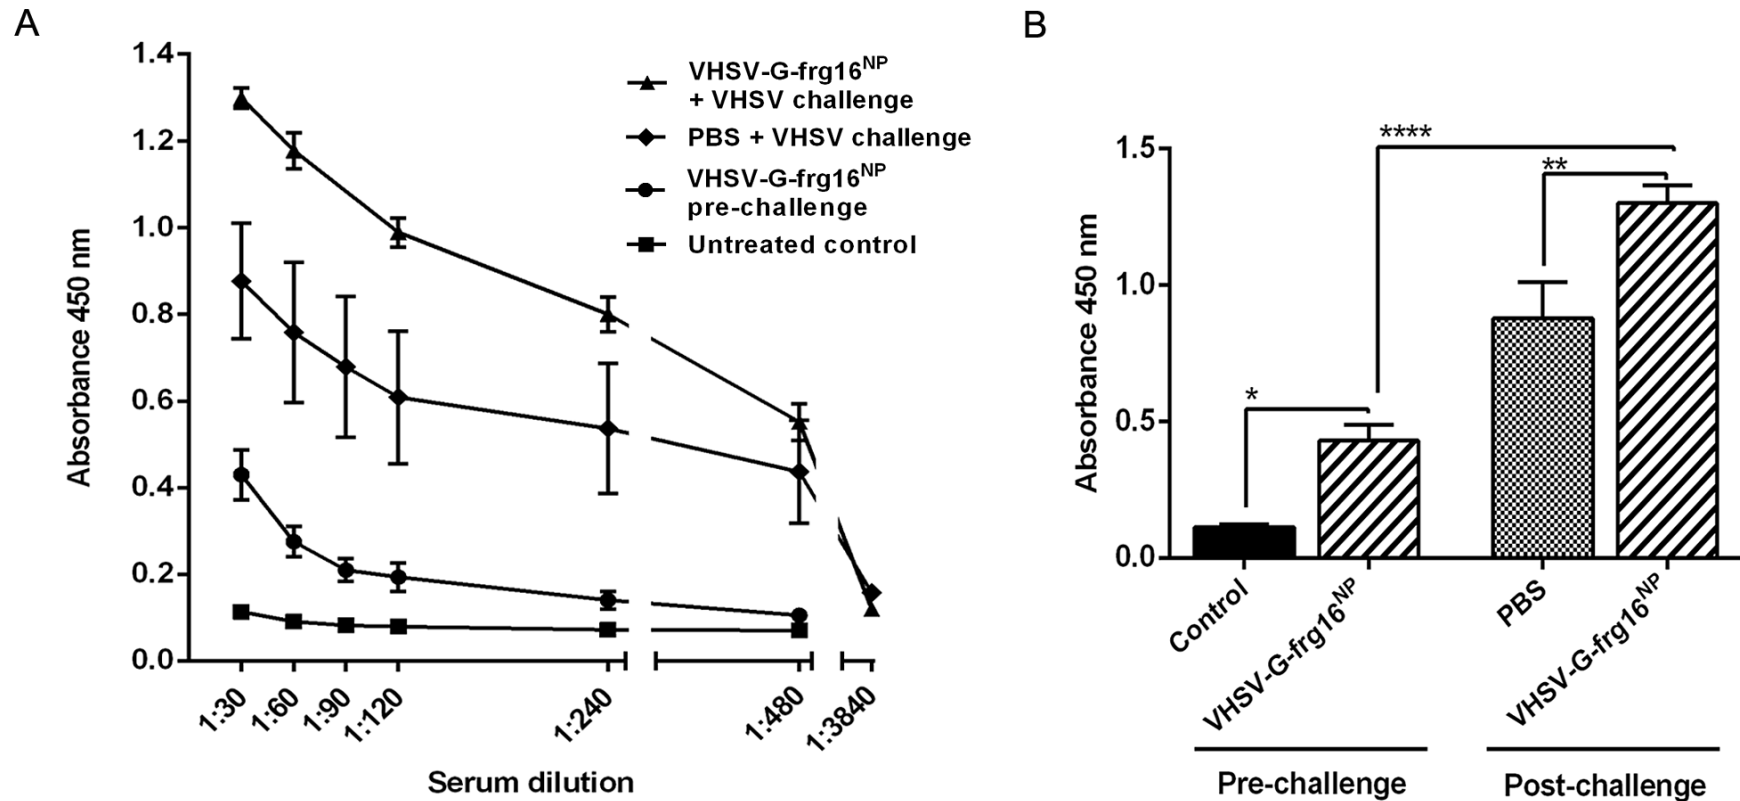 A
1.4
1.2
1.0
0.8
0.6
0.4
0.2
0.0
Absorbance 450 nm
VHSV-G-frg16NP
+ VHSV challenge
PBS + VHSV challenge
VHSV-G-frg16NP
pre-challenge
Untreated control
1:30
1:60
1:90
1:120
1:240
1:480
1:3840
Serum dilution
B
1.5
1.0
0.5
0.0
Absorbance 450 nm
****
**
*
Control
VHSV-G-frg16NP
PBS
VHSV-G-frg16NP
Pre-challenge
Post-challenge